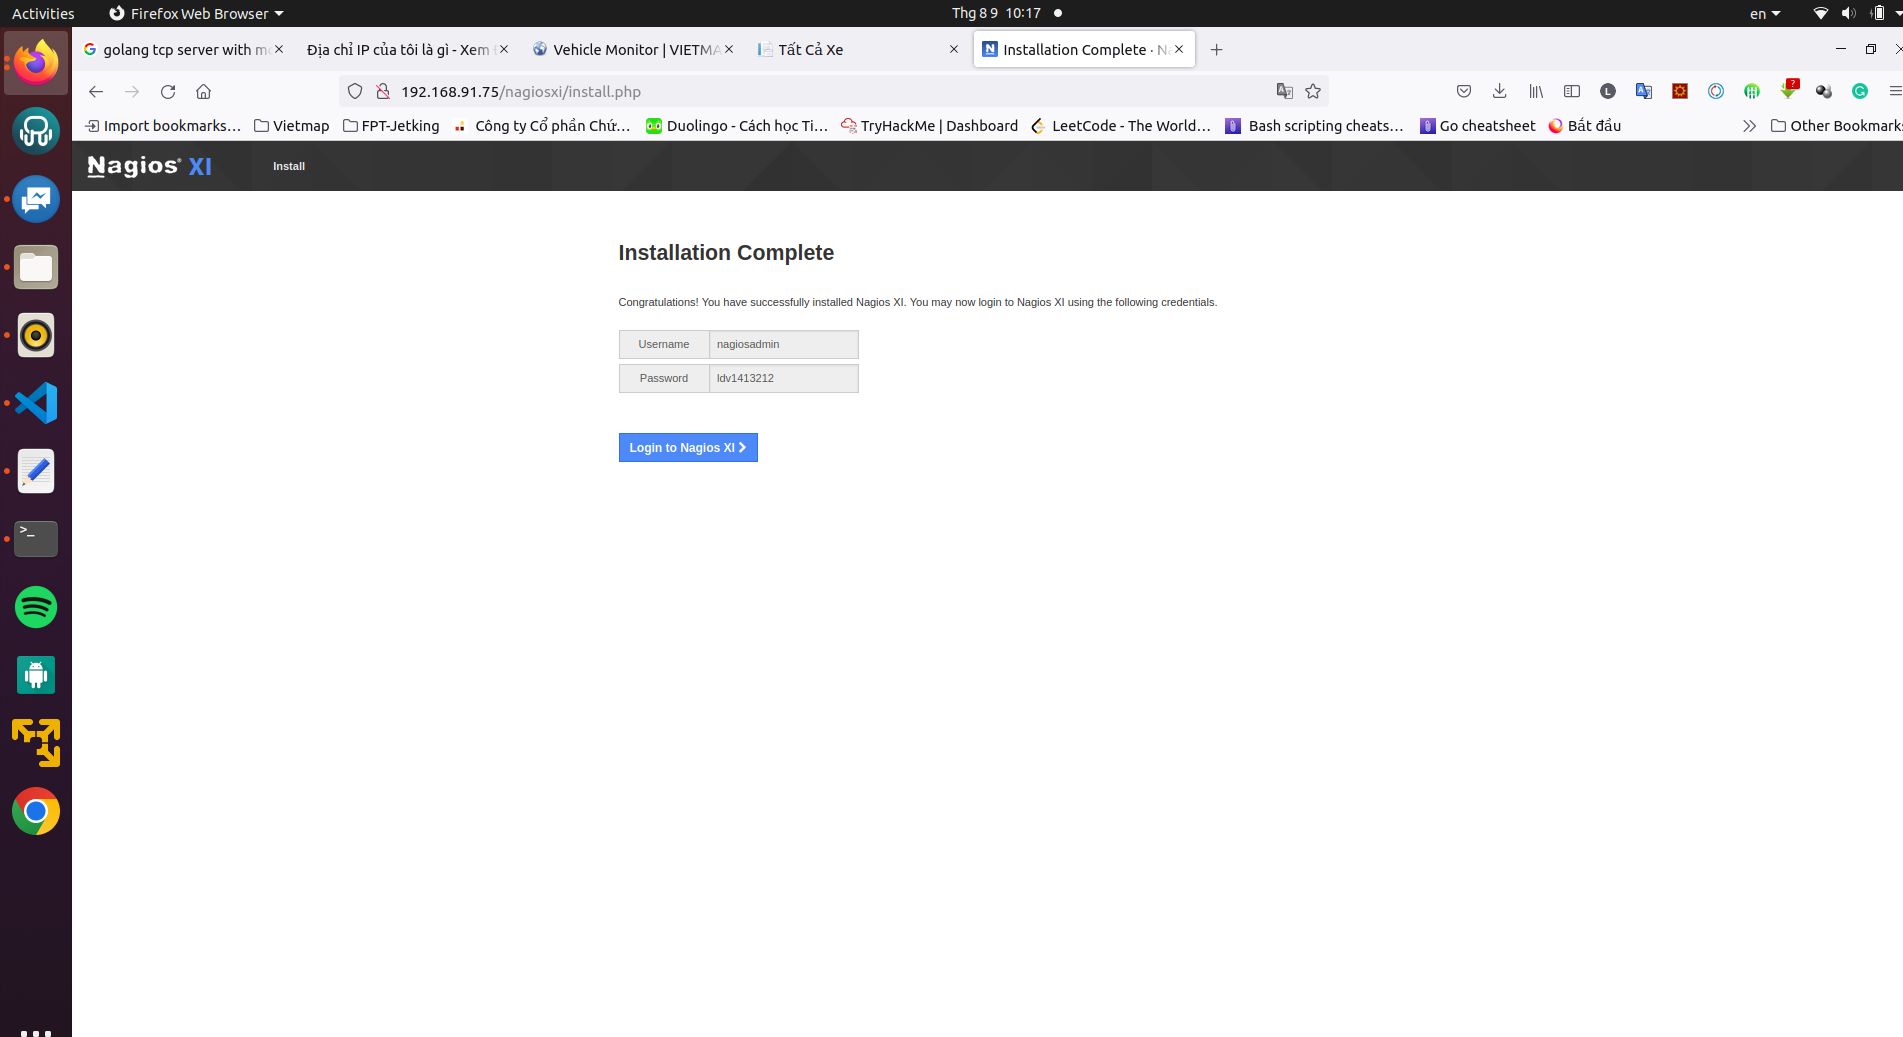 Activities
Firefox Web Browser
Thg 8 9 10:17
en
golang tcp server with mo
Địa chỉ IP của tôi là gì - Xem
Vehicle Monitor | VIETMA
Tất Cả Xe
Installation Complete · Na
192.168.91.75/nagiosxi/install.php
Import bookmarks…
Vietmap
FPT-Jetking
Công ty Cổ phần Chứ…
Duolingo - Cách học Ti…
TryHackMe | Dashboard
LeetCode - The World…
Bash scripting cheats…
Go cheatsheet
Bắt đầu
Other Bookmarks
Nagios® XI
Install
Installation Complete
Congratulations! You have successfully installed Nagios XI. You may now login to Nagios XI using the following credentials.
Username nagiosadmin
Password ldv1413212
Login to Nagios XI